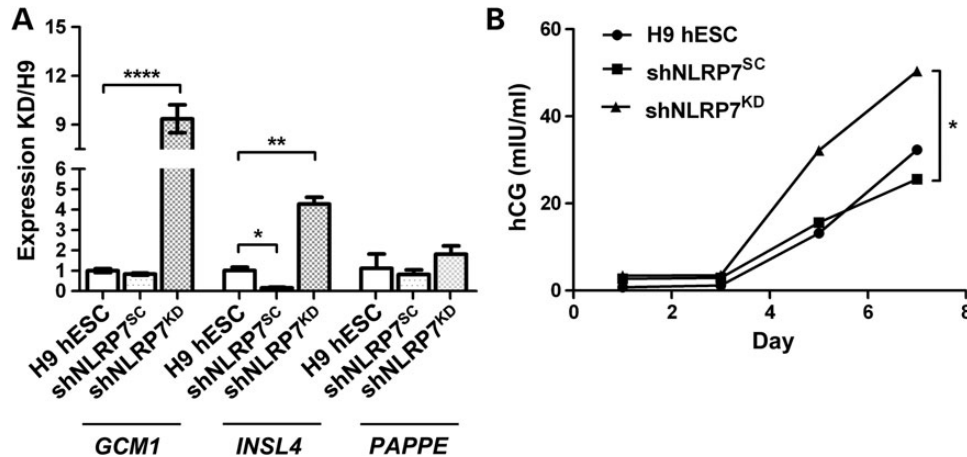 A
Expression KD/H9
15
12
9
6
5
4
3
2
1
0
****
**
*
H9 hESC
shNLRP7SC
shNLRP7KD
H9 hESC
shNLRP7SC
shNLRP7KD
H9 hESC
shNLRP7SC
shNLRP7KD
GCM1
INSL4
PAPPE
B
hCG (mIU/ml)
60
40
20
0
H9 hESC
shNLRP7SC
shNLRP7KD
*
0 2 4 6 8
Day